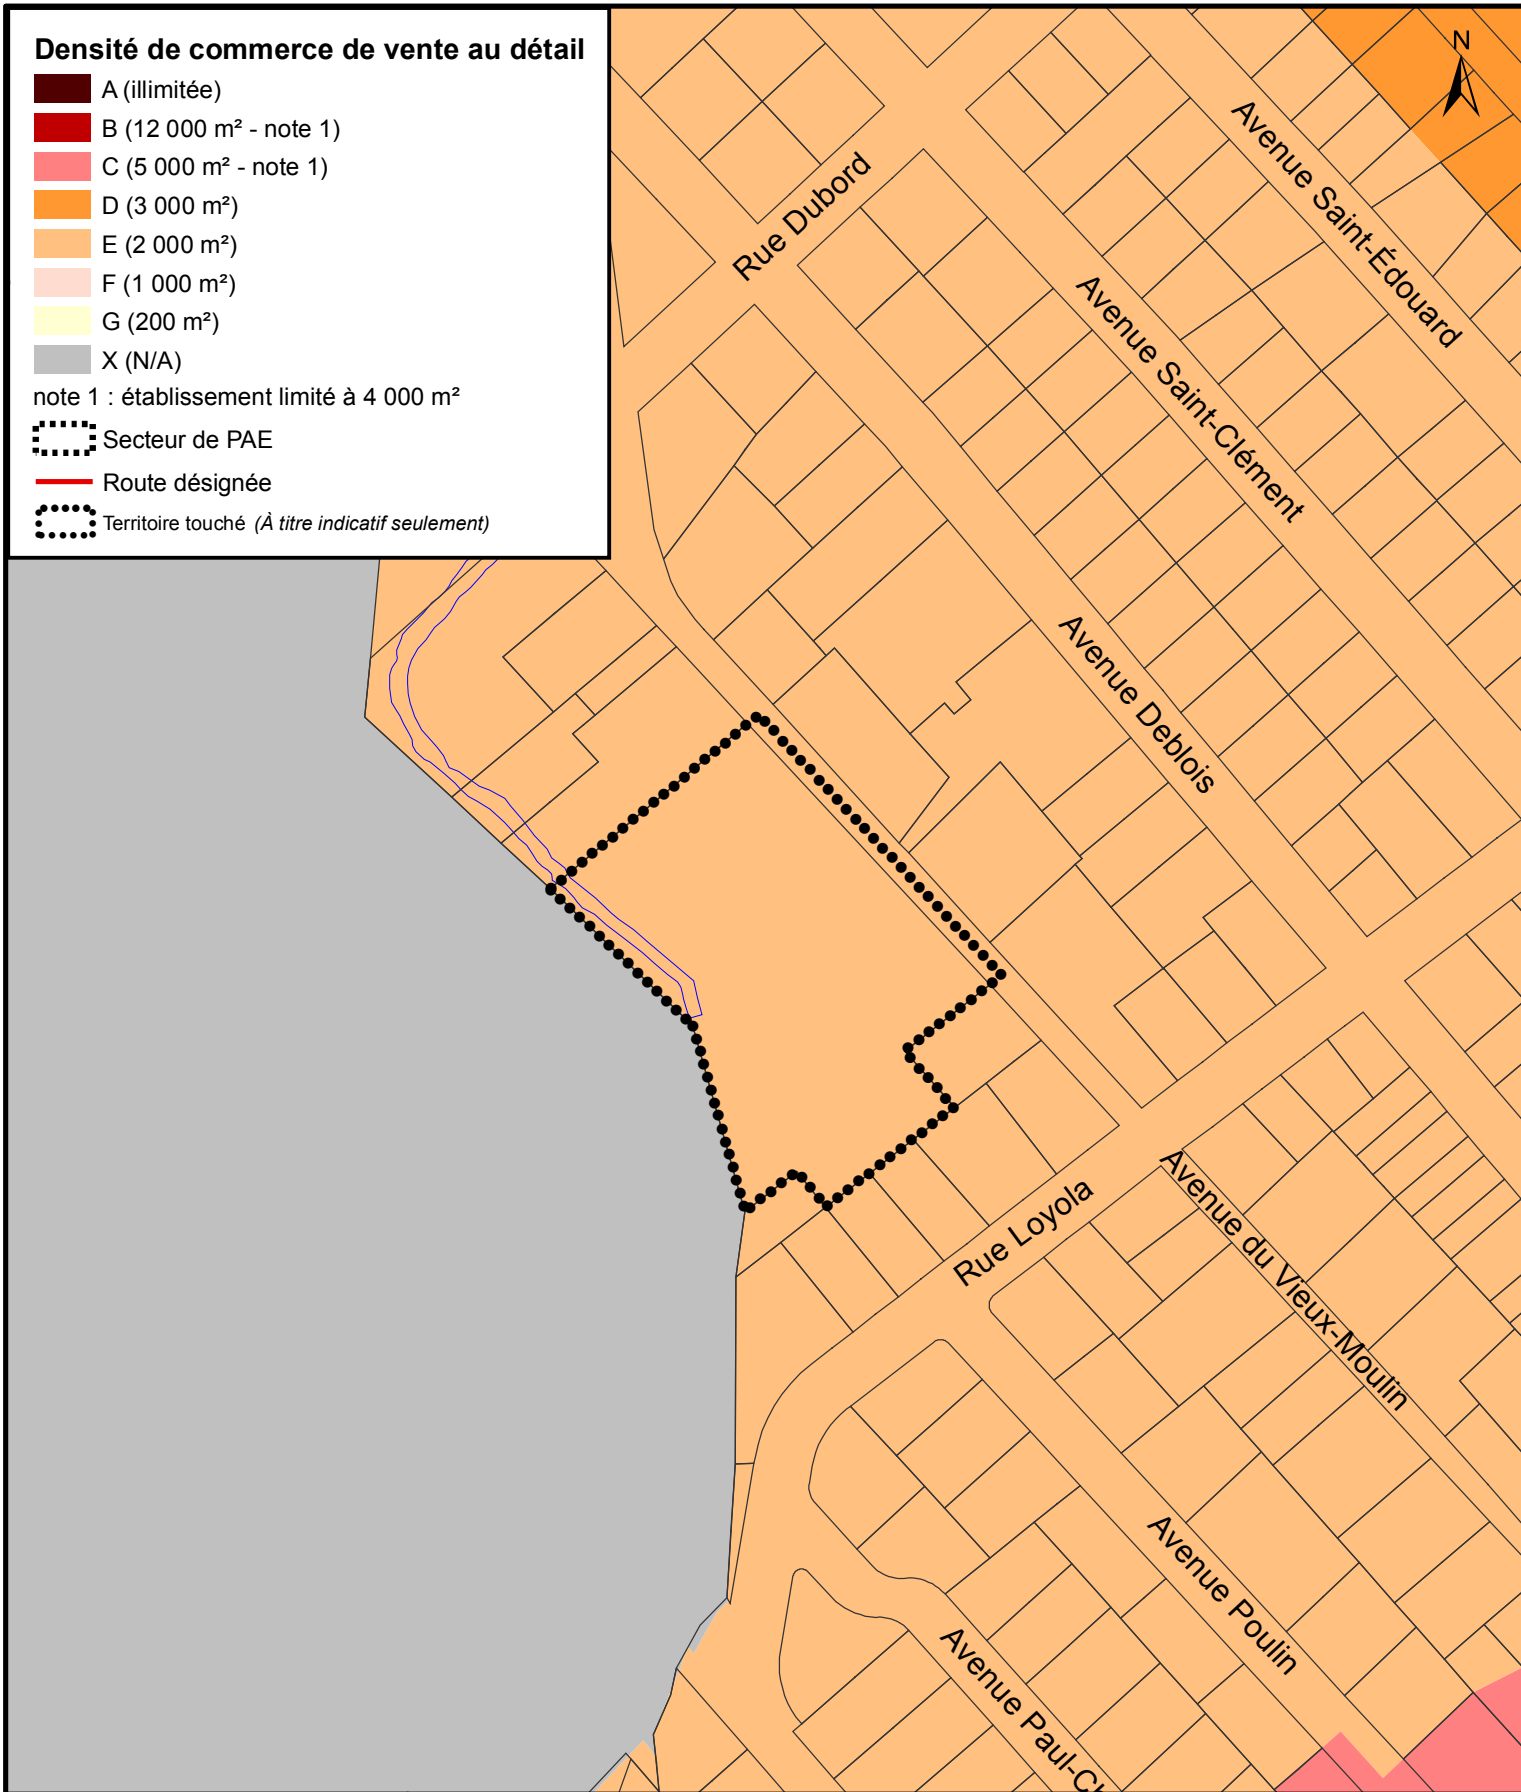 Densité de commerce de vente au détail
A (illimitée)
B (12 000 m² - note 1)
C (5 000 m² - note 1)
D (3 000 m²)
E (2 000 m²)
F (1 000 m²)
G (200 m²)
X (N/A)
note 1 : établissement limité à 4 000 m²
Secteur de PAE
Route désignée
Territoire touché (À titre indicatif seulement)
N
Avenue Saint-Édouard
Rue Dubord
Avenue Saint-Clément
Avenue Deblois
Avenue du Vieux-Moulin
Rue Loyola
Avenue Poulin
Avenue Paul-